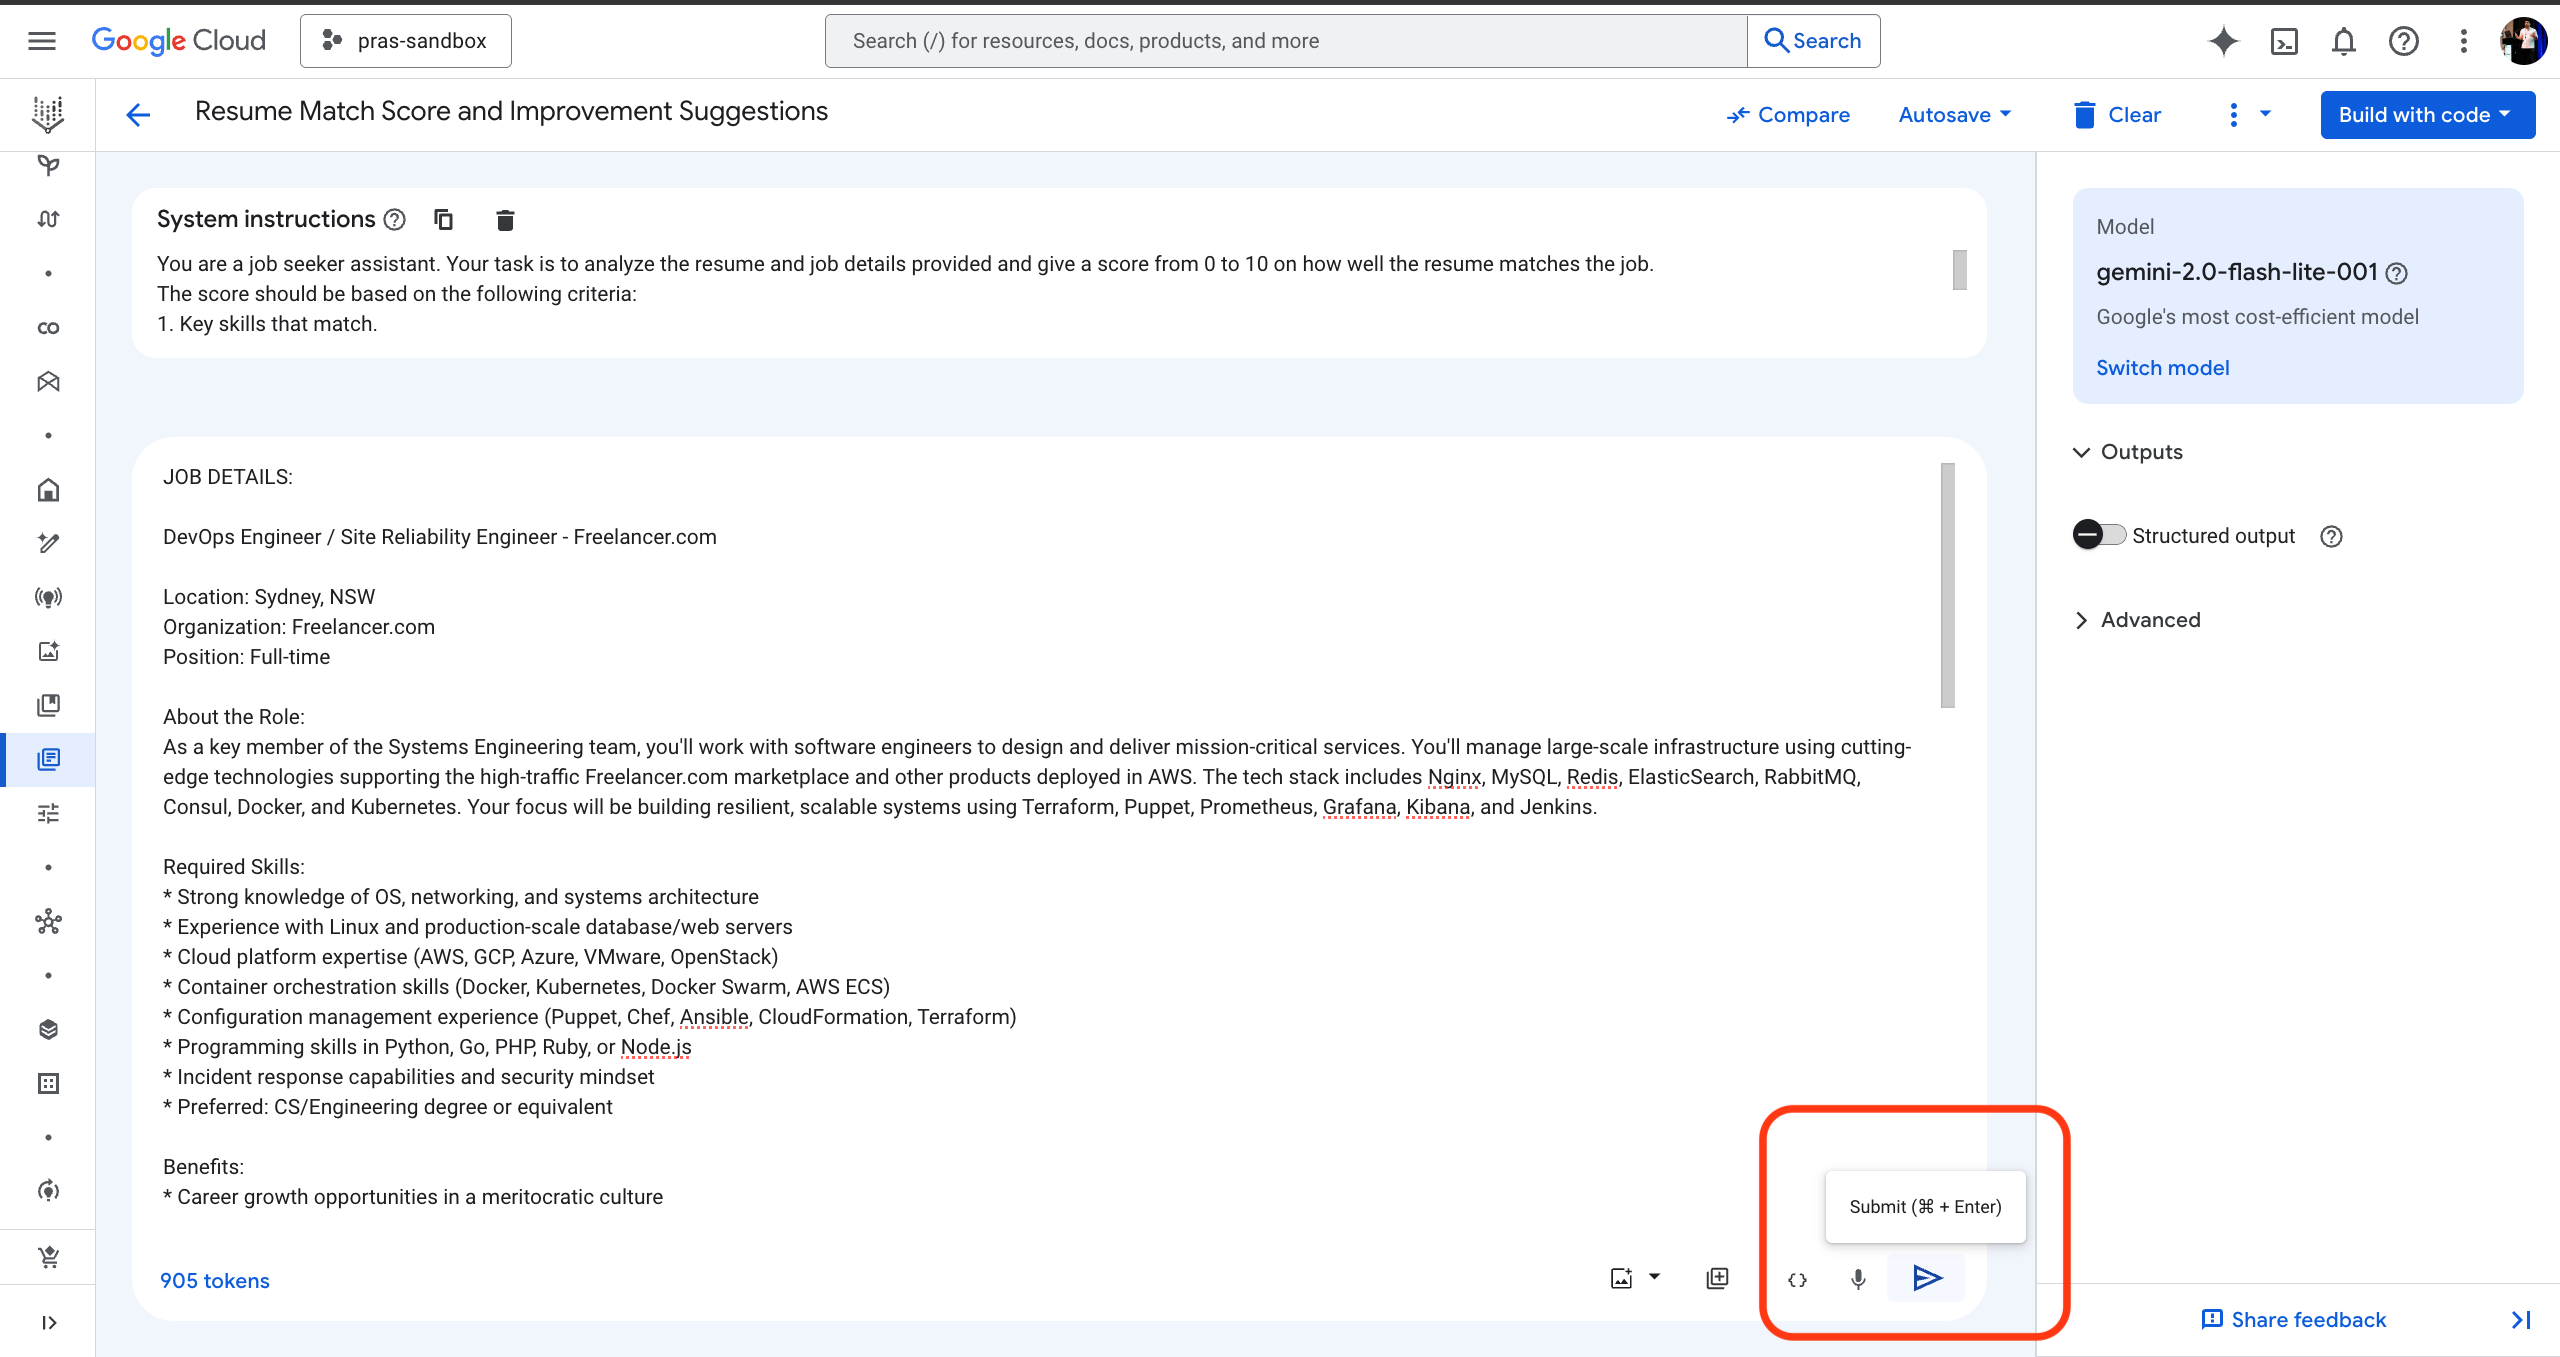 Google Cloud
pras-sandbox
Search (/) for resources, docs, products, and more
Search
Resume Match Score and Improvement Suggestions
Compare
Autosave
Clear
Build with code
System instructions
You are a job seeker assistant. Your task is to analyze the resume and job details provided and give a score from 0 to 10 on how well the resume matches the job.
The score should be based on the following criteria:
1. Key skills that match.
JOB DETAILS:
DevOps Engineer / Site Reliability Engineer - Freelancer.com
Location: Sydney, NSW
Organization: Freelancer.com
Position: Full-time
About the Role:
As a key member of the Systems Engineering team, you'll work with software engineers to design and deliver mission-critical services. You'll manage large-scale infrastructure using cutting-
edge technologies supporting the high-traffic Freelancer.com marketplace and other products deployed in AWS. The tech stack includes Nginx, MySQL, Redis, ElasticSearch, RabbitMQ,
Consul, Docker, and Kubernetes. Your focus will be building resilient, scalable systems using Terraform, Puppet, Prometheus, Grafana, Kibana, and Jenkins.
Required Skills:
* Strong knowledge of OS, networking, and systems architecture
* Experience with Linux and production-scale database/web servers
* Cloud platform expertise (AWS, GCP, Azure, VMware, OpenStack)
* Container orchestration skills (Docker, Kubernetes, Docker Swarm, AWS ECS)
* Configuration management experience (Puppet, Chef, Ansible, CloudFormation, Terraform)
* Programming skills in Python, Go, PHP, Ruby, or Node.js
* Incident response capabilities and security mindset
* Preferred: CS/Engineering degree or equivalent
Benefits:
* Career growth opportunities in a meritocratic culture
905 tokens
Submit (⌘ + Enter)
Model
gemini-2.0-flash-lite-001
Google's most cost-efficient model
Switch model
Outputs
Structured output
Advanced
Share feedback